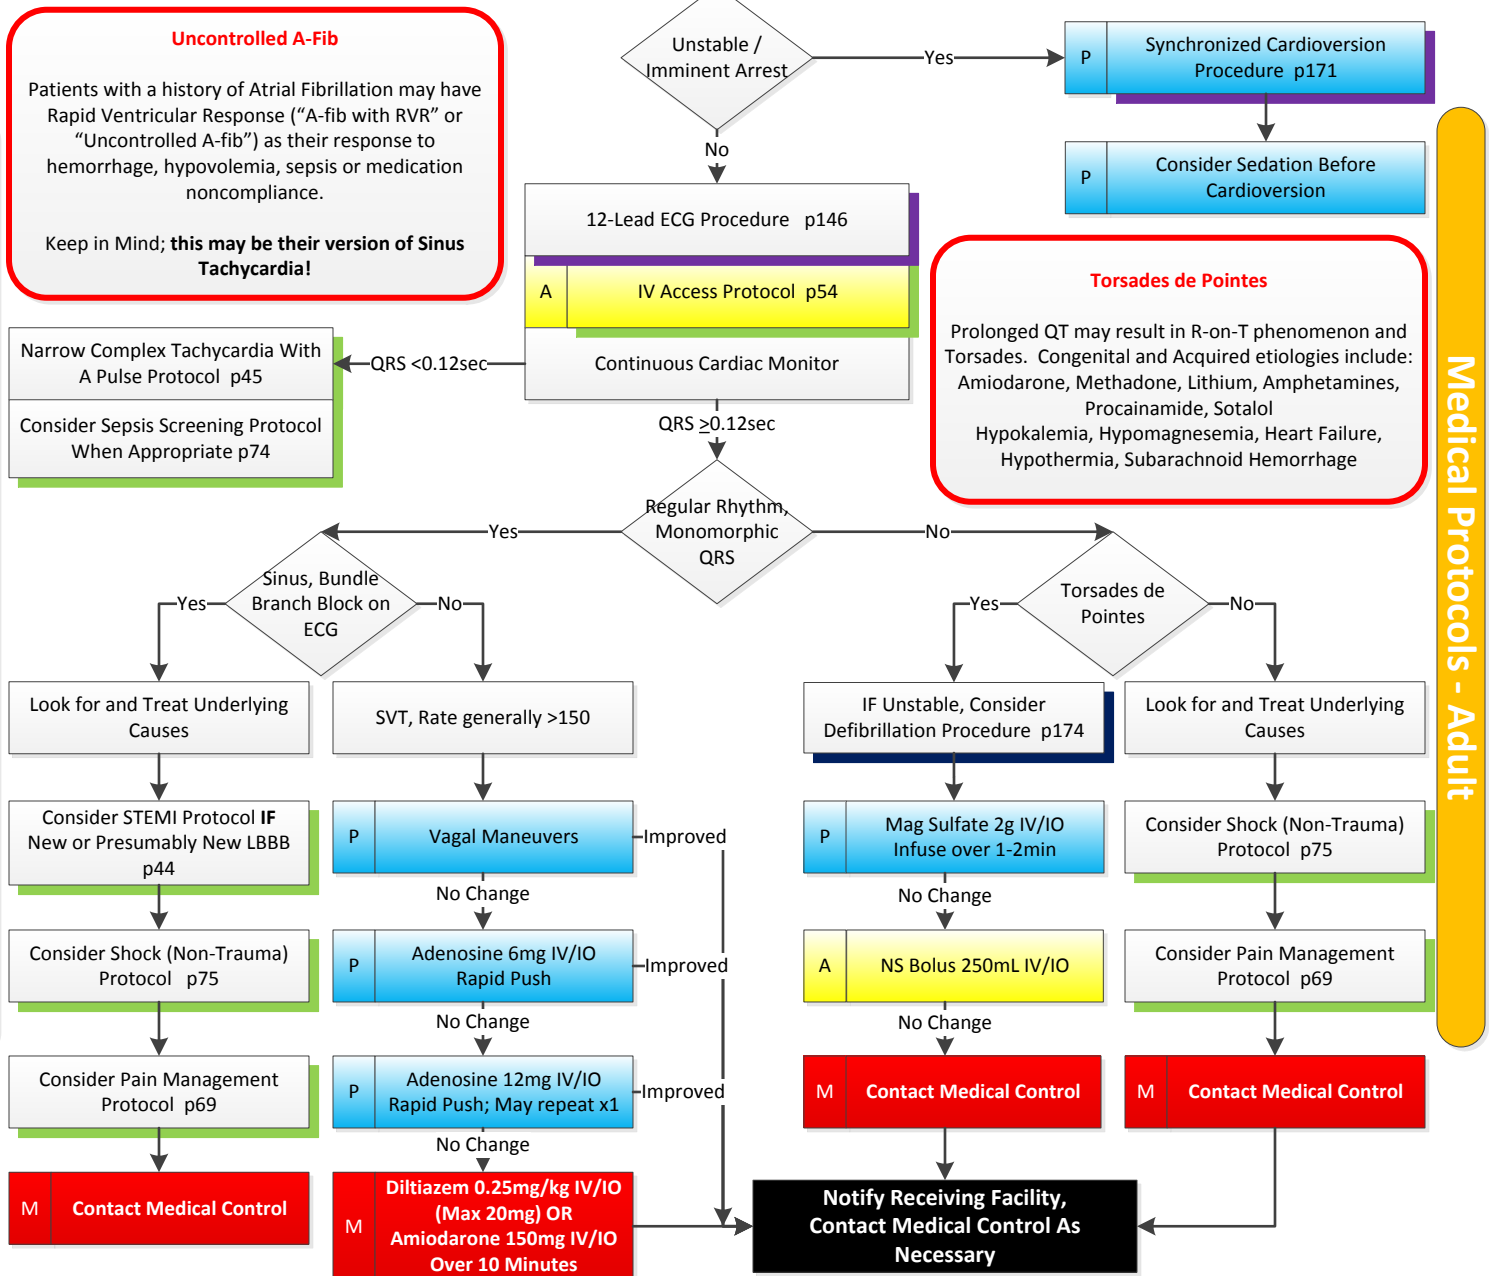 Uncontrolled A-Fib
Patients with a history of Atrial Fibrillation may have
Rapid Ventricular Response (“A-fib with RVR” or
“Uncontrolled A-fib”) as their response to
hemorrhage, hypovolemia, sepsis or medication
noncompliance.
Keep in Mind; this may be their version of Sinus
Tachycardia!
Unstable /
Imminent Arrest
Yes
P
Synchronized Cardioversion
Procedure p171
P
Consider Sedation Before
Cardioversion
No
12-Lead ECG Procedure p146
A
IV Access Protocol p54
Continuous Cardiac Monitor
QRS <0.12sec
Narrow Complex Tachycardia With
A Pulse Protocol p45
Consider Sepsis Screening Protocol
When Appropriate p74
Torsades de Pointes
Prolonged QT may result in R-on-T phenomenon and
Torsades. Congenital and Acquired etiologies include:
Amiodarone, Methadone, Lithium, Amphetamines,
Procainamide, Sotalol
Hypokalemia, Hypomagnesemia, Heart Failure,
Hypothermia, Subarachnoid Hemorrhage
Medical Protocols - Adult
QRS ≥0.12sec
Regular Rhythm,
Monomorphic
QRS
Yes
No
Sinus, Bundle
Branch Block on
ECG
Yes
No
Torsades de
Pointes
Yes
No
Look for and Treat Underlying
Causes
Consider STEMI Protocol IF
New or Presumably New LBBB
p44
Consider Shock (Non-Trauma)
Protocol p75
Consider Pain Management
Protocol p69
M
Contact Medical Control
SVT, Rate generally >150
P
Vagal Maneuvers
Improved
No Change
P
Adenosine 6mg IV/IO
Rapid Push
Improved
No Change
P
Adenosine 12mg IV/IO
Rapid Push; May repeat x1
Improved
No Change
M
Diltiazem 0.25mg/kg IV/IO
(Max 20mg) OR
Amiodarone 150mg IV/IO
Over 10 Minutes
IF Unstable, Consider
Defibrillation Procedure p174
P
Mag Sulfate 2g IV/IO
Infuse over 1-2min
No Change
A
NS Bolus 250mL IV/IO
No Change
M
Contact Medical Control
Look for and Treat Underlying
Causes
Consider Shock (Non-Trauma)
Protocol p75
Consider Pain Management
Protocol p69
M
Contact Medical Control
Notify Receiving Facility,
Contact Medical Control As
Necessary